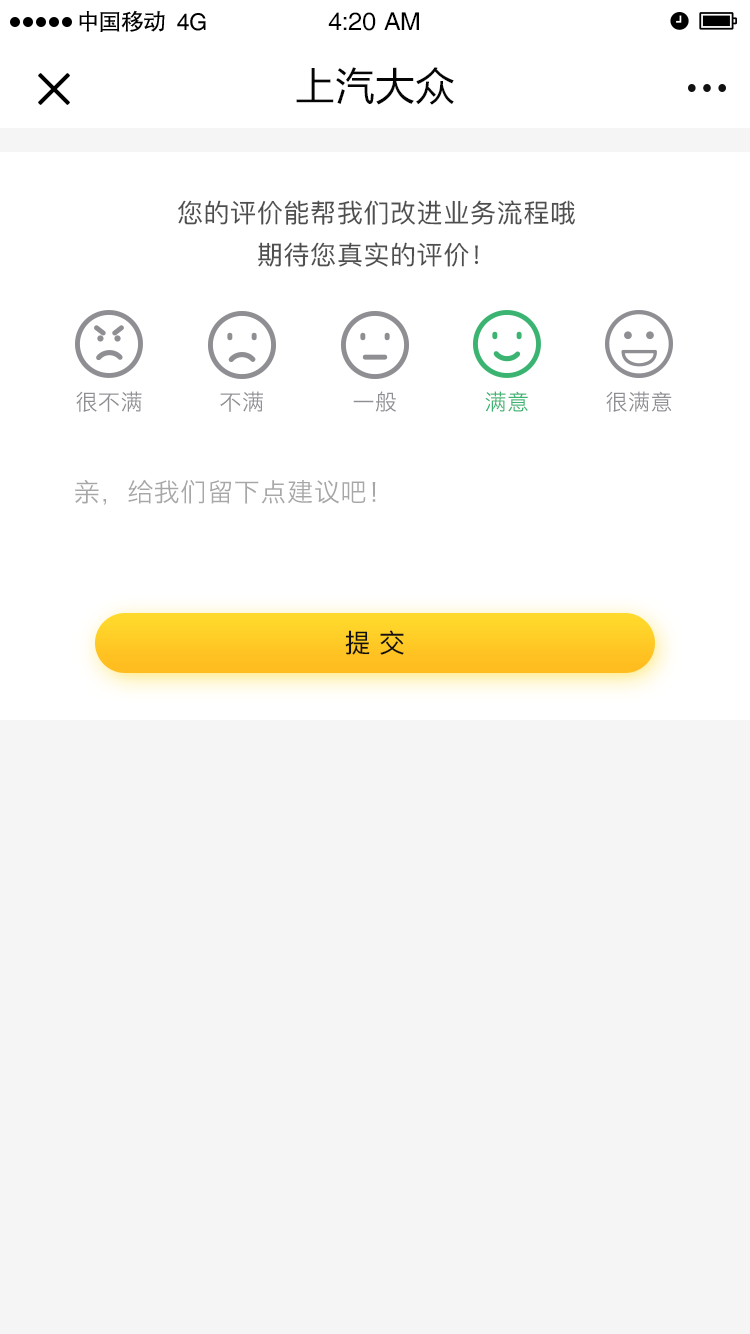 中国移动 4G 4:20 AM
上汽大众
您的评价能帮我们改进业务流程哦
期待您真实的评价!
很不满 不满 一般 满意 很满意
亲，给我们留下点建议吧!
提 交